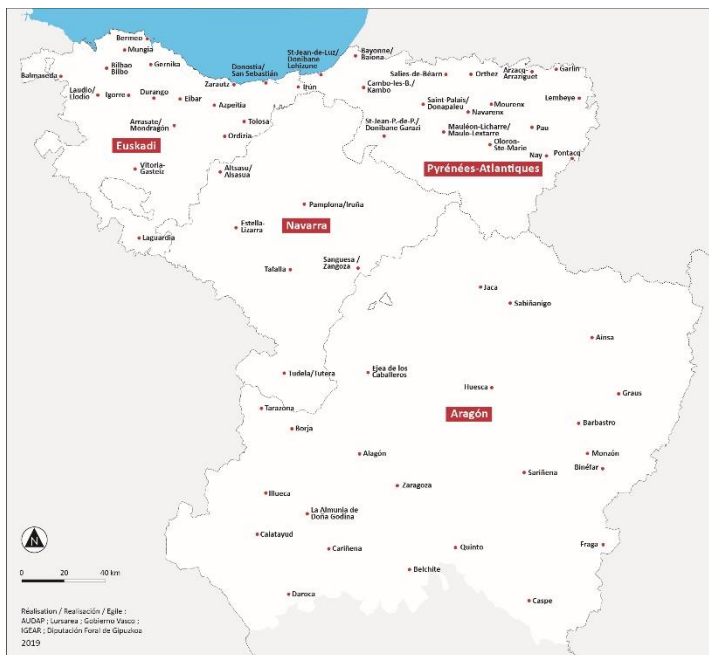 Bermeo
Mungia
Bilbao
Bilbo
Gernika
Balmaseda
Laudio/
Llodio
Igorre
Durango
Eibar
Zarautz
Donostia/
San Sebastián
St-Jean-de-Luz/
Donibane
Lohizune
Irún
Bayonne/
Baiona
Cambo-les-B./
Kambo
Salies-de-Béarn
Orthez
Arzacq-
Arraziguet
Garlin
Azpeitia
Tolosa
Ordizia
Arrasate/
Mondragón
Euskadi
Vitoria-
Gasteiz
Laguardia
Saint-Palais/
Donapaleu
Mourenx
Navarenx
Lembeye
St-Jean-P.-de-P./
Donibane Garazi
Mauléon-Licharre/
Maule-Lextarre
Pau
Oloron-
Ste-Marie
Nay
Pontacq
Pyrénées-Atlantiques
Altsasu/
Alsasua
Pamplona/Iruña
Estella-
Lizarra
Navarra
Tafalla
Sanguesa /
Zangoza
Jaca
Sabiñanigo
Ainsa
Tudela/Tutera
Ejea de los
Caballeros
Huesca
Graus
Tarazona
Borja
Aragón
Barbastro
Alagón
Monzón
Binéfar
Sariñena
Zaragoza
Illueca
La Almunia de
Doña Godina
Calatayud
Cariñena
Quinto
Fraga
Belchite
Daroca
Caspe
N
0 20 40 km
Réalisation / Realisación / Egile :
AUDAP ; Lursarea ; Gobierno Vasco ;
IGEAR ; Diputación Foral de Gipuzkoa
2019